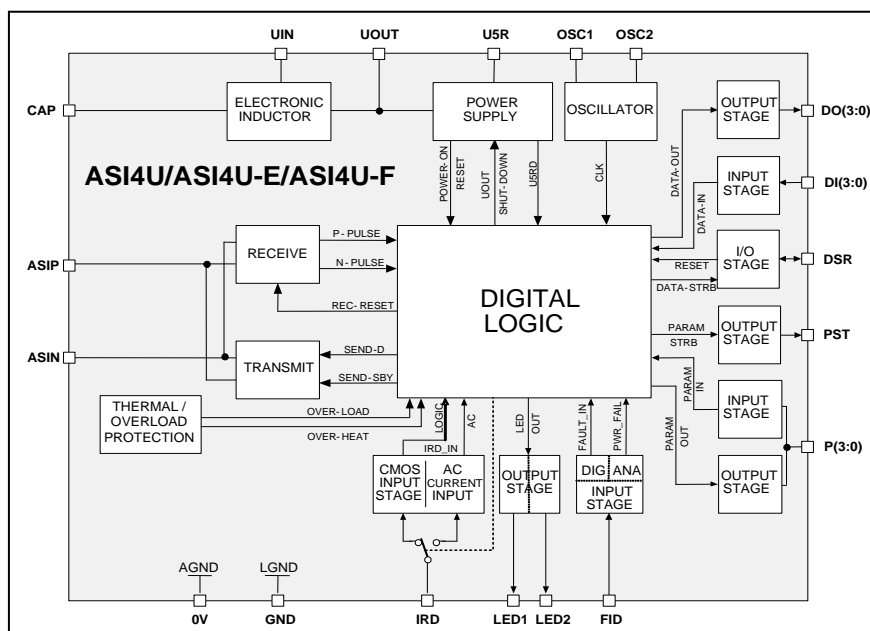 UIN UOUT U5R OSC1 OSC2
CAP
ELECTRONIC
INDUCTOR
POWER
SUPPLY
OSCILLATOR
OUTPUT
STAGE
DO(3:0)
ASI4U/ASI4U-E/ASI4U-F
POWER-ON
RESET
UOUT
SHUT-DOWN
U5RD
CLK
DATA-OUT
DATA-IN
INPUT
STAGE
DI(3:0)
ASIP
RECEIVE
P-PULSE
N-PULSE
REC-RESET
DIGITAL
LOGIC
RESET
DATA-STRB
I/O
STAGE
DSR
ASIN
TRANSMIT
SEND-D
SEND-SBY
PARAM
STRB
OUTPUT
STAGE
PST
THERMAL /
OVERLOAD
PROTECTION
OVER-LOAD
OVER-HEAT
LOGIC
AC
IRD_IN
LED
OUT
FAULT_IN
PWR_FAIL
PARAM
IN
PARAM
OUT
INPUT
STAGE
P(3:0)
CMOS
INPUT
STAGE
AC
CURRENT
INPUT
OUTPUT
STAGE
DIG ANA
INPUT
STAGE
OUTPUT
STAGE
AGND LGND
0V GND IRD LED1 LED2 FID